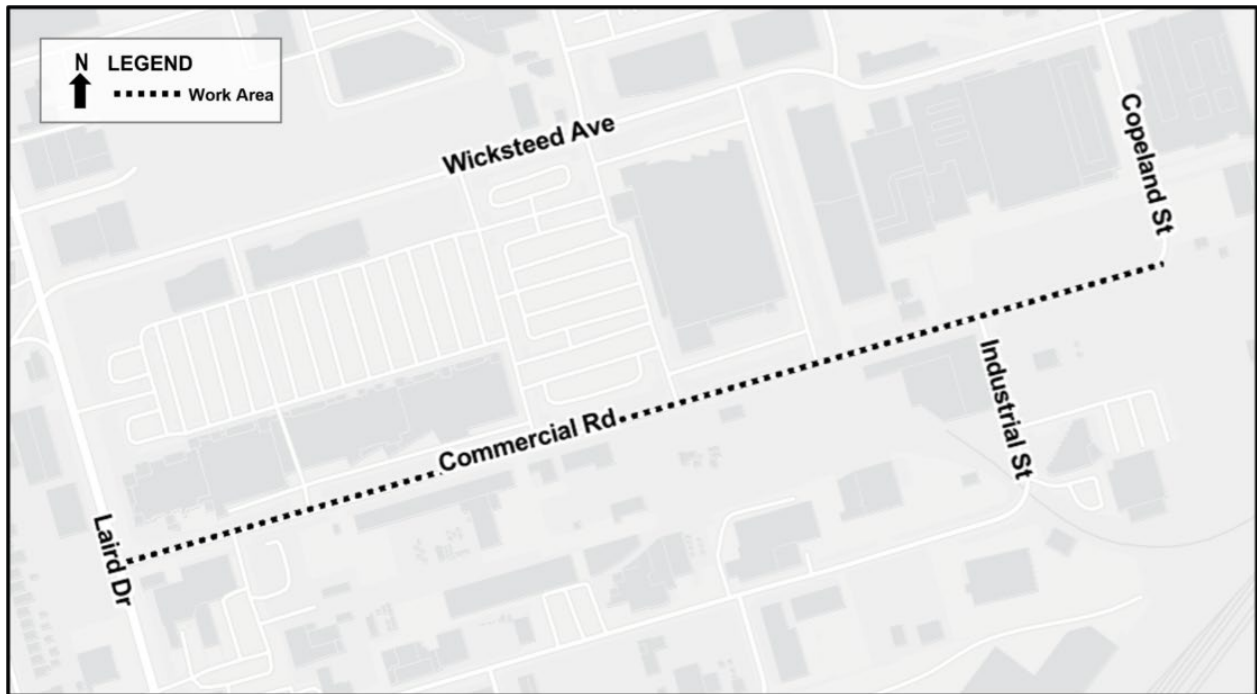 N LEGEND
Work Area
Wicksteed Ave
Copeland St
Commercial Rd
Industrial St
Laird Dr